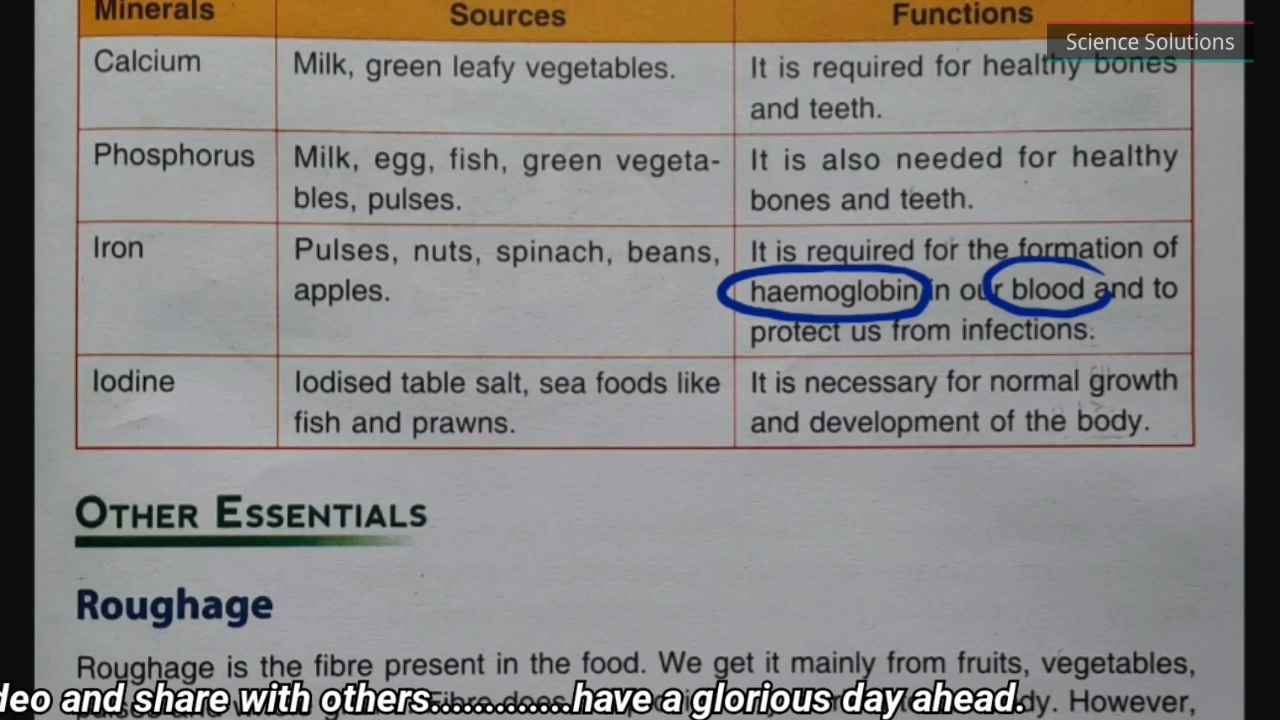 Minerals Sources Functions
Science Solutions
Calcium Milk, green leafy vegetables. It is required for healthy bones
and teeth.
Phosphorus Milk, egg, fish, green vegeta- It is also needed for healthy
bles, pulses. bones and teeth.
Iron Pulses, nuts, spinach, beans, It is required for the formation of
apples. haemoglobin in our blood and to
protect us from infections.
Iodine Iodised table salt, sea foods like It is necessary for normal growth
fish and prawns. and development of the body.
OTHER ESSENTIALS
Roughage
Roughage is the fibre present in the food. We get it mainly from fruits, vegetables,
deo and share with others..............have a glorious day ahead.
However,